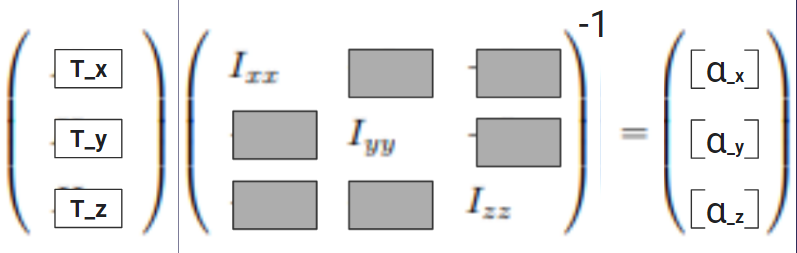 -1
T_x I_xx [α_x]
T_y I_yy = [α_y]
T_z I_zz [α_z]